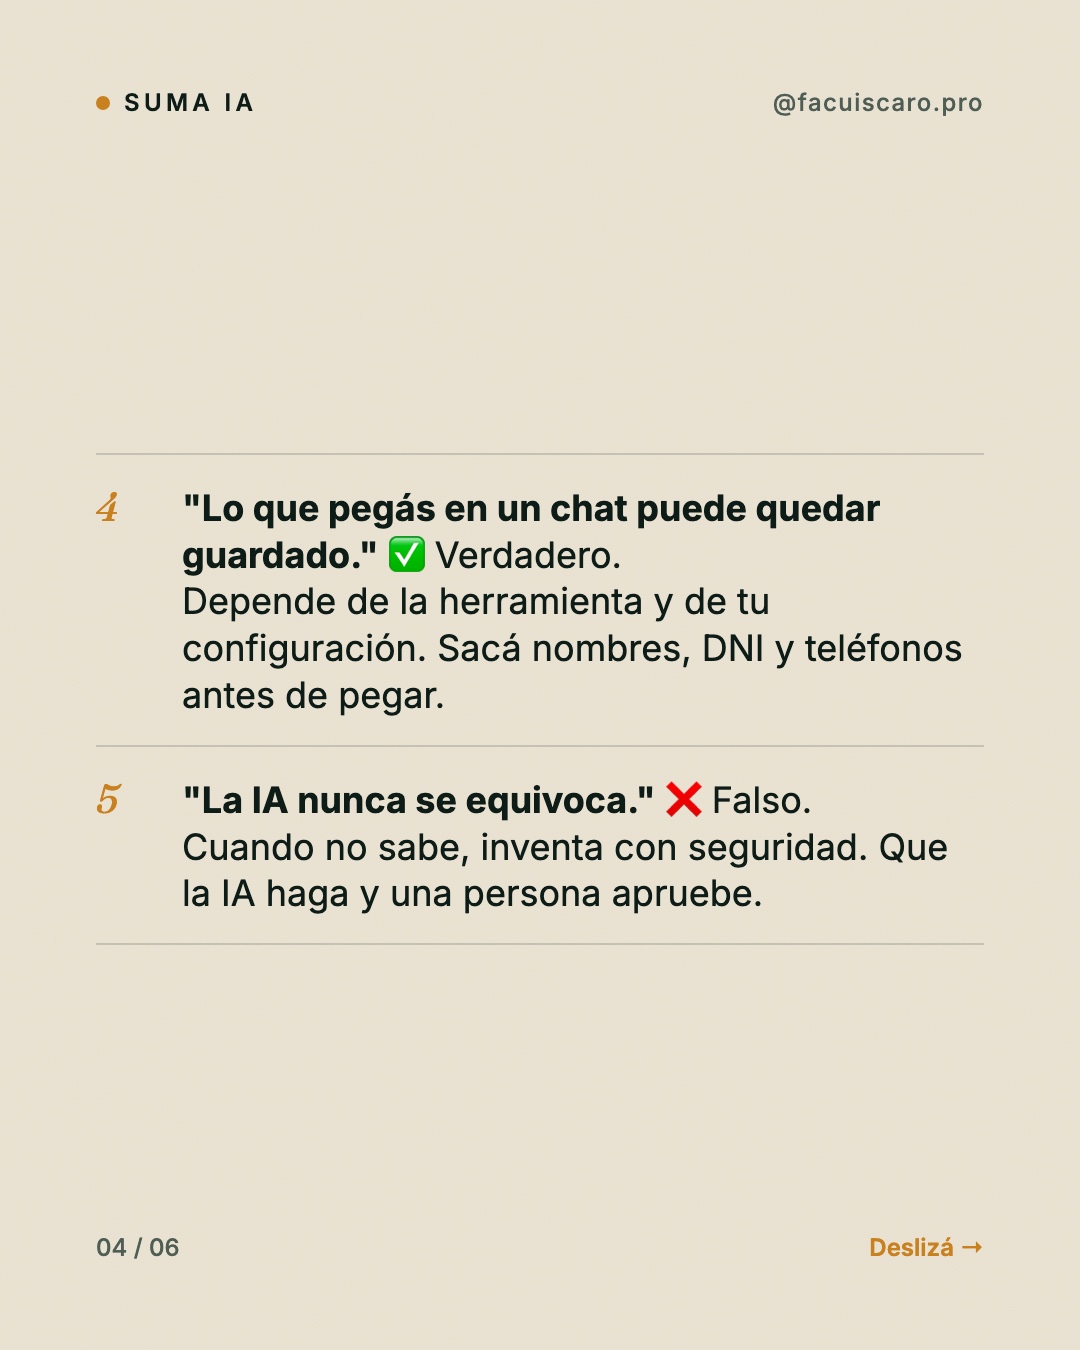 SUMA IA
@facuiscaro.pro
4
"Lo que pegás en un chat puede quedar
guardado." ✅ Verdadero.
Depende de la herramienta y de tu
configuración. Sacá nombres, DNI y teléfonos
antes de pegar.
5
"La IA nunca se equivoca." ❌ Falso.
Cuando no sabe, inventa con seguridad. Que
la IA haga y una persona apruebe.
04 / 06
Deslizá →